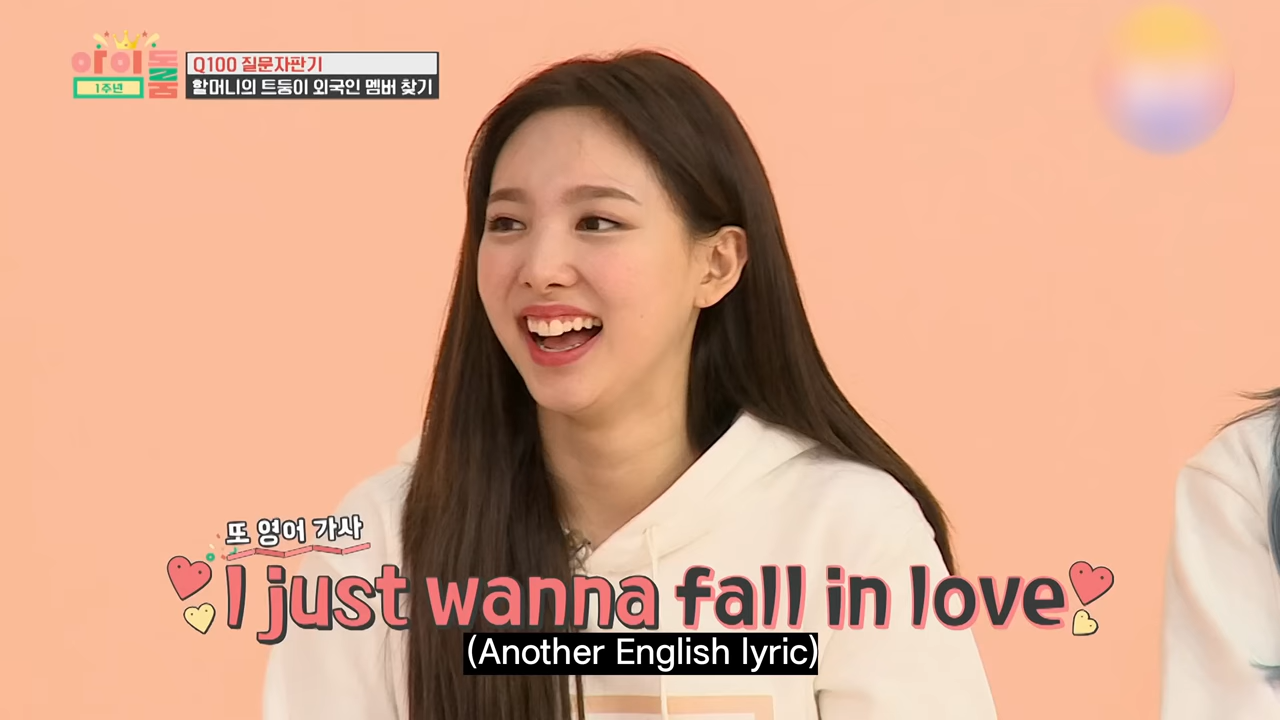 아이돌룸
1주년
Q100 질문자판기
할머니의 트둥이 외국인 멤버 찾기
또 영어 가사
I just wanna fall in love
(Another English lyric)